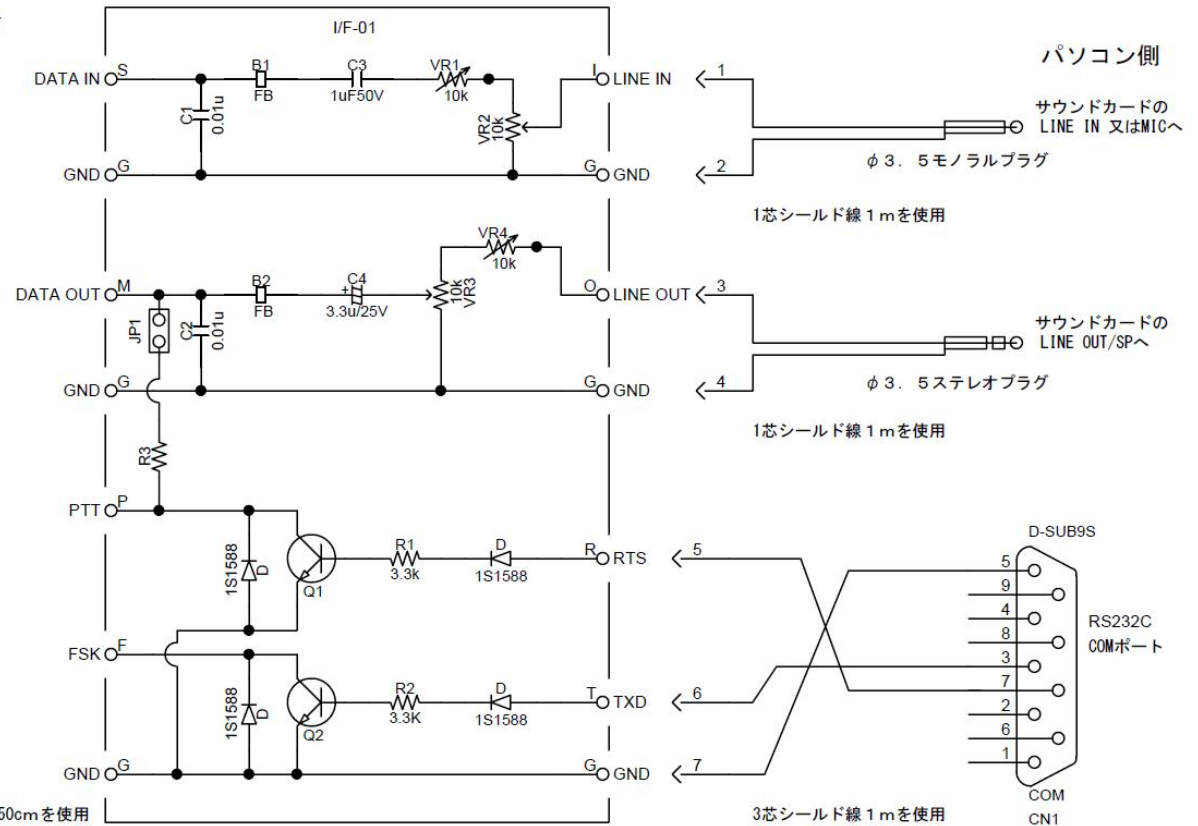 I/F-01
パソコン側
DATA IN S
B1
FB
C3
1uF50V
VR1
10k
I LINE IN
1
C1
0.01u
VR2
10k
サウンドカードの
LINE IN 又はMICへ
GND G
G GND
2
φ3．5モノラルプラグ
1芯シールド線１ｍを使用
VR4
10k
DATA OUT M
B2
FB
C4
+
3.3u/25V
10k
VR3
O LINE OUT
3
JP1
C2
0.01u
サウンドカードの
LINE OUT/SPへ
GND G
G GND
4
φ3．5ステレオプラグ
1芯シールド線１ｍを使用
R3
PTT P
1S1588
D
Q1
R1
3.3k
D
1S1588
R RTS
5
FSK F
1S1588
D
Q2
R2
3.3K
D
1S1588
T TXD
6
GND G
G GND
7
D-SUB9S
5
9
4
8
3
7
2
6
1
RS232C
COMポート
COM
CN1
50cmを使用
3芯シールド線１ｍを使用